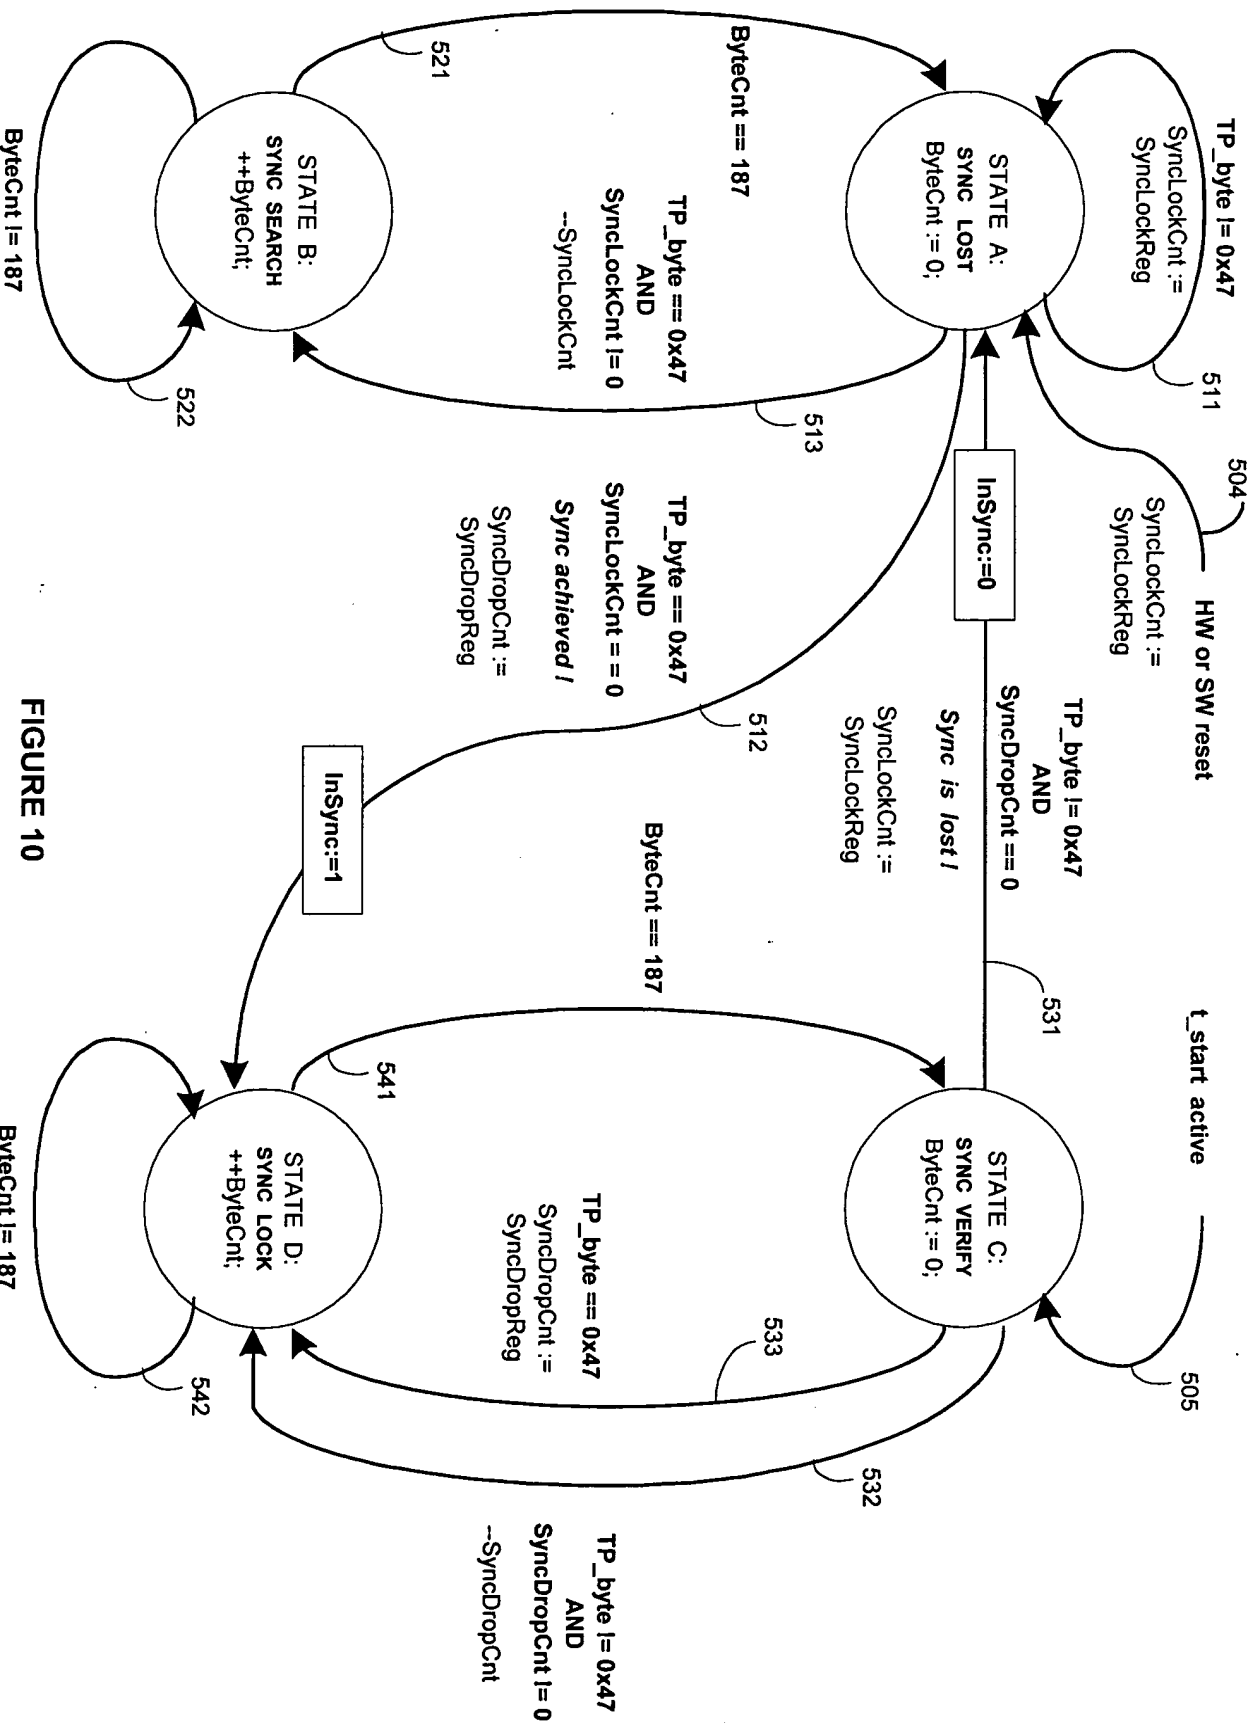 TP_byte != 0x47
SyncLockCnt :=
SyncLockReg
511
504
HW or SW reset
SyncLockCnt :=
SyncLockReg
t_start active
505
STATE A:
SYNC LOST
ByteCnt := 0;
InSync:=0
TP_byte != 0x47
AND
SyncDropCnt == 0
Sync is lost !
SyncLockCnt :=
SyncLockReg
531
STATE C:
SYNC VERIFY
ByteCnt := 0;
ByteCnt == 187
521
TP_byte == 0x47
AND
SyncLockCnt != 0
--SyncLockCnt
513
TP_byte == 0x47
AND
SyncLockCnt = = 0
Sync achieved !
SyncDropCnt :=
SyncDropReg
512
InSync:=1
ByteCnt == 187
541
TP_byte == 0x47
SyncDropCnt :=
SyncDropReg
533
532
TP_byte != 0x47
AND
SyncDropCnt != 0
--SyncDropCnt
STATE B:
SYNC SEARCH
++ByteCnt;
522
ByteCnt != 187
STATE D:
SYNC LOCK
++ByteCnt;
542
ByteCnt != 187
FIGURE 10